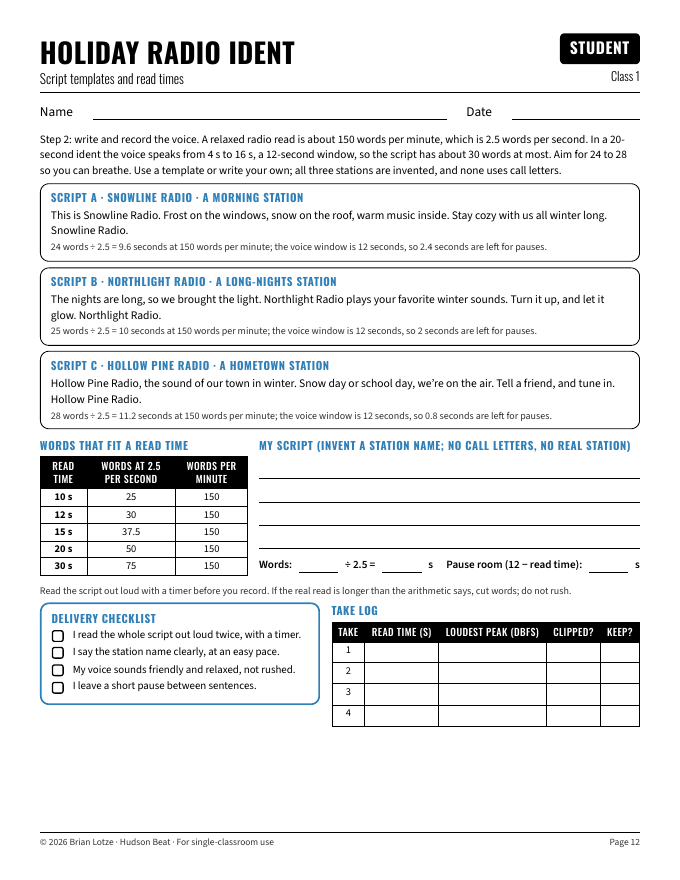 HOLIDAY RADIO IDENT
STUDENT
Script templates and read times
Class 1
Name
Date
Step 2: write and record the voice. A relaxed radio read is about 150 words per minute, which is 2.5 words per second. In a 20-
second ident the voice speaks from 4 s to 16 s, a 12-second window, so the script has about 30 words at most. Aim for 24 to 28
so you can breathe. Use a template or write your own; all three stations are invented, and none uses call letters.
SCRIPT A · SNOWLINE RADIO · A MORNING STATION
This is Snowline Radio. Frost on the windows, snow on the roof, warm music inside. Stay cozy with us all winter long.
Snowline Radio.
24 words ÷ 2.5 = 9.6 seconds at 150 words per minute; the voice window is 12 seconds, so 2.4 seconds are left for pauses.
SCRIPT B · NORTHLIGHT RADIO · A LONG-NIGHTS STATION
The nights are long, so we brought the light. Northlight Radio plays your favorite winter sounds. Turn it up, and let it
glow. Northlight Radio.
25 words ÷ 2.5 = 10 seconds at 150 words per minute; the voice window is 12 seconds, so 2 seconds are left for pauses.
SCRIPT C · HOLLOW PINE RADIO · A HOMETOWN STATION
Hollow Pine Radio, the sound of our town in winter. Snow day or school day, we're on the air. Tell a friend, and tune in.
Hollow Pine Radio.
28 words ÷ 2.5 = 11.2 seconds at 150 words per minute; the voice window is 12 seconds, so 0.8 seconds are left for pauses.
WORDS THAT FIT A READ TIME
READ TIME WORDS AT 2.5 PER SECOND WORDS PER MINUTE
10 s 25 150
12 s 30 150
15 s 37.5 150
20 s 50 150
30 s 75 150
MY SCRIPT (INVENT A STATION NAME; NO CALL LETTERS, NO REAL STATION)
Words: ÷ 2.5 = s Pause room (12 − read time): s
Read the script out loud with a timer before you record. If the real read is longer than the arithmetic says, cut words; do not rush.
DELIVERY CHECKLIST
I read the whole script out loud twice, with a timer.
I say the station name clearly, at an easy pace.
My voice sounds friendly and relaxed, not rushed.
I leave a short pause between sentences.
TAKE LOG
TAKE READ TIME (S) LOUDEST PEAK (DBFS) CLIPPED? KEEP?
1
2
3
4
© 2026 Brian Lotze · Hudson Beat · For single-classroom use
Page 12